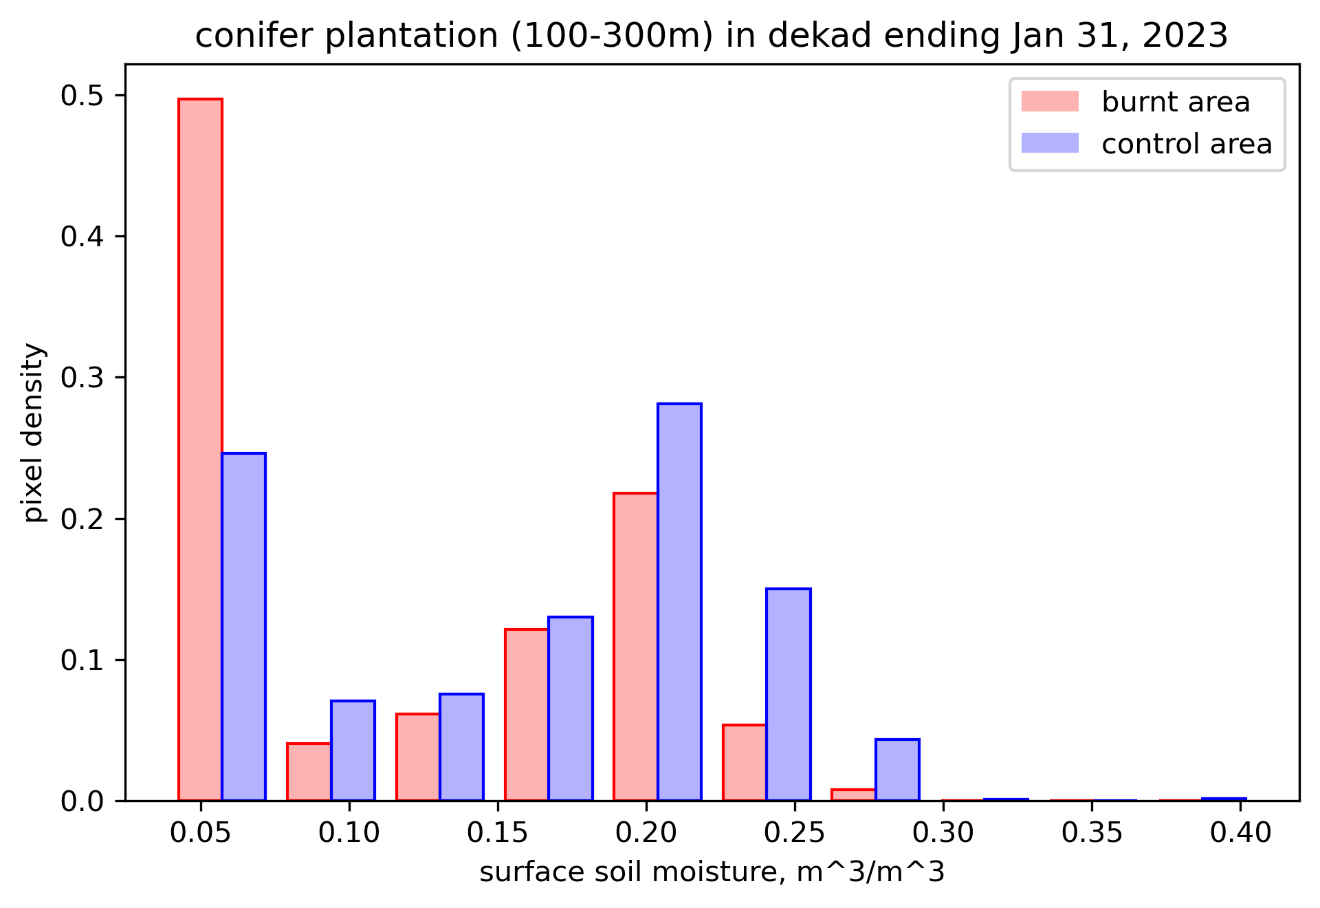 conifer plantation (100-300m) in dekad ending Jan 31, 2023
burnt area
control area
pixel density
0.5
0.4
0.3
0.2
0.1
0.0
0.05 0.10 0.15 0.20 0.25 0.30 0.35 0.40
surface soil moisture, m^3/m^3